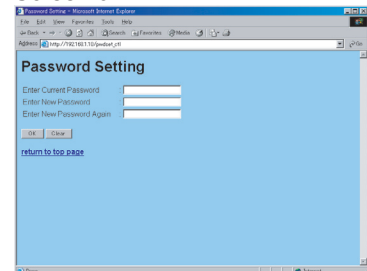 Password Setting - Microsoft Internet Explorer
File Edit View Favorites Tools Help
Back Search Favorites Media
Address http://192.168.1.10/pwdset_ctl Go
Password Setting
Enter Current Password :
Enter New Password :
Enter New Password Again :
OK Clear
return to top page
Internet